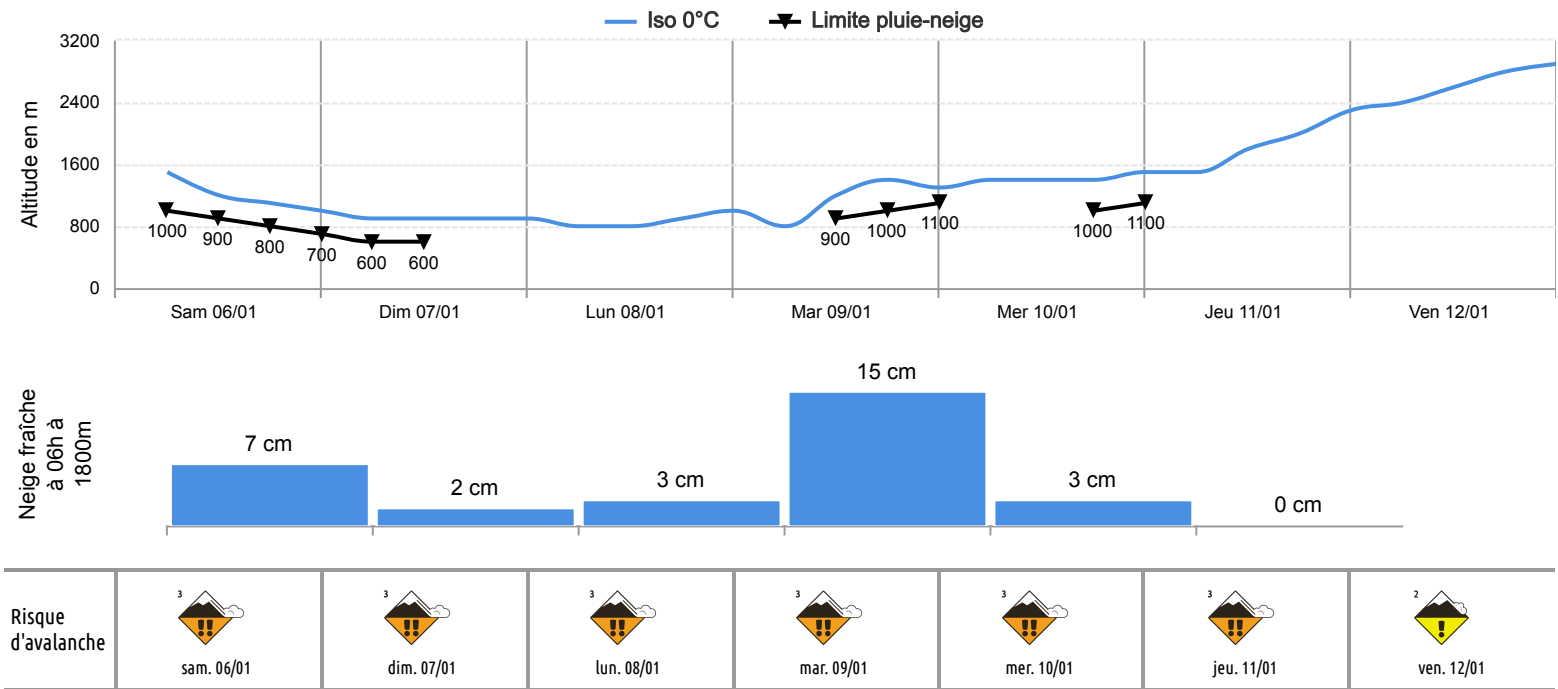 Iso 0°C Limite pluie-neige
Altitude en m
3200
2400
1600
800
0
1000 900 800 700 600 600 900 1000 1100 1000 1100
Sam 06/01 Dim 07/01 Lun 08/01 Mar 09/01 Mer 10/01 Jeu 11/01 Ven 12/01
Neige fraîche
à 06h à
1800m
7 cm 2 cm 3 cm 15 cm 3 cm 0 cm
Risque
d'avalanche
3 3 3 3 3 3 2
!! !! !! !! !! !! !
sam. 06/01 dim. 07/01 lun. 08/01 mar. 09/01 mer. 10/01 jeu. 11/01 ven. 12/01